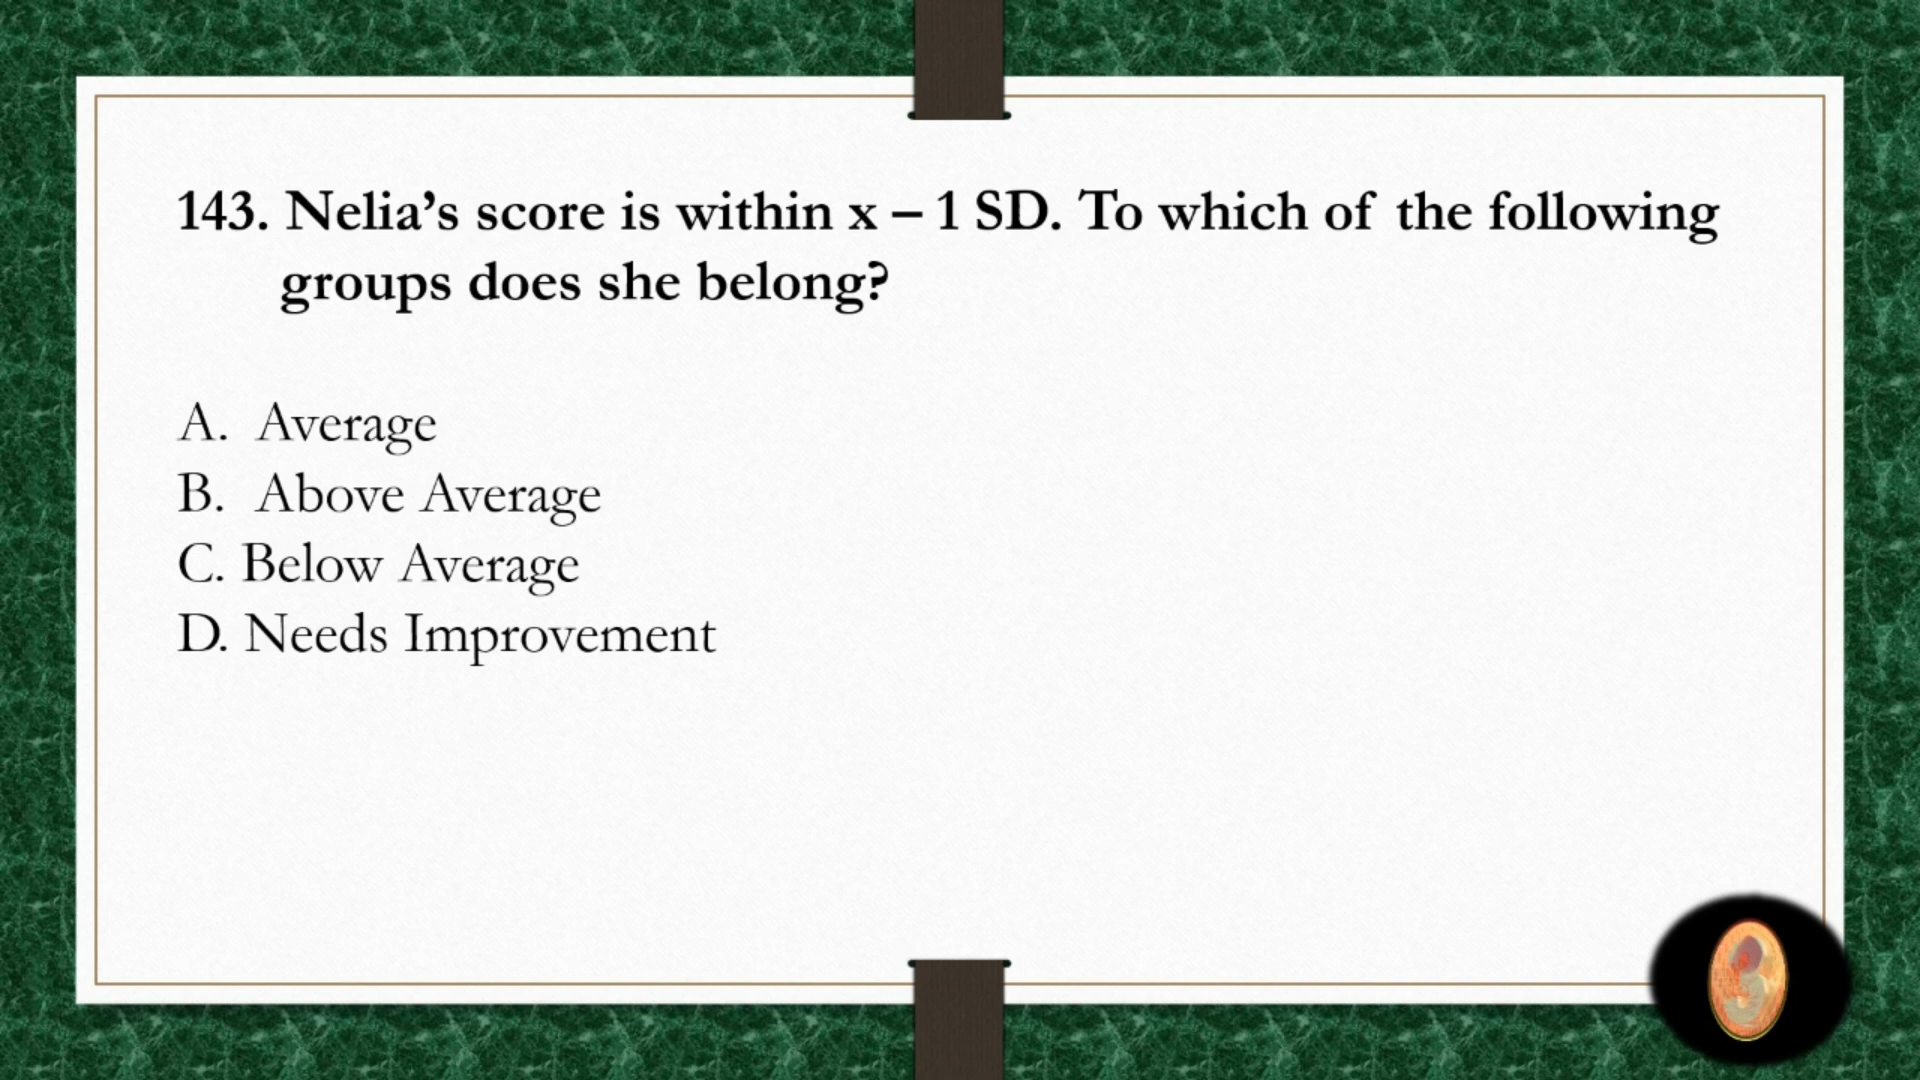 143. Nelia’s score is within x – 1 SD. To which of the following
groups does she belong?
A. Average
B. Above Average
C. Below Average
D. Needs Improvement